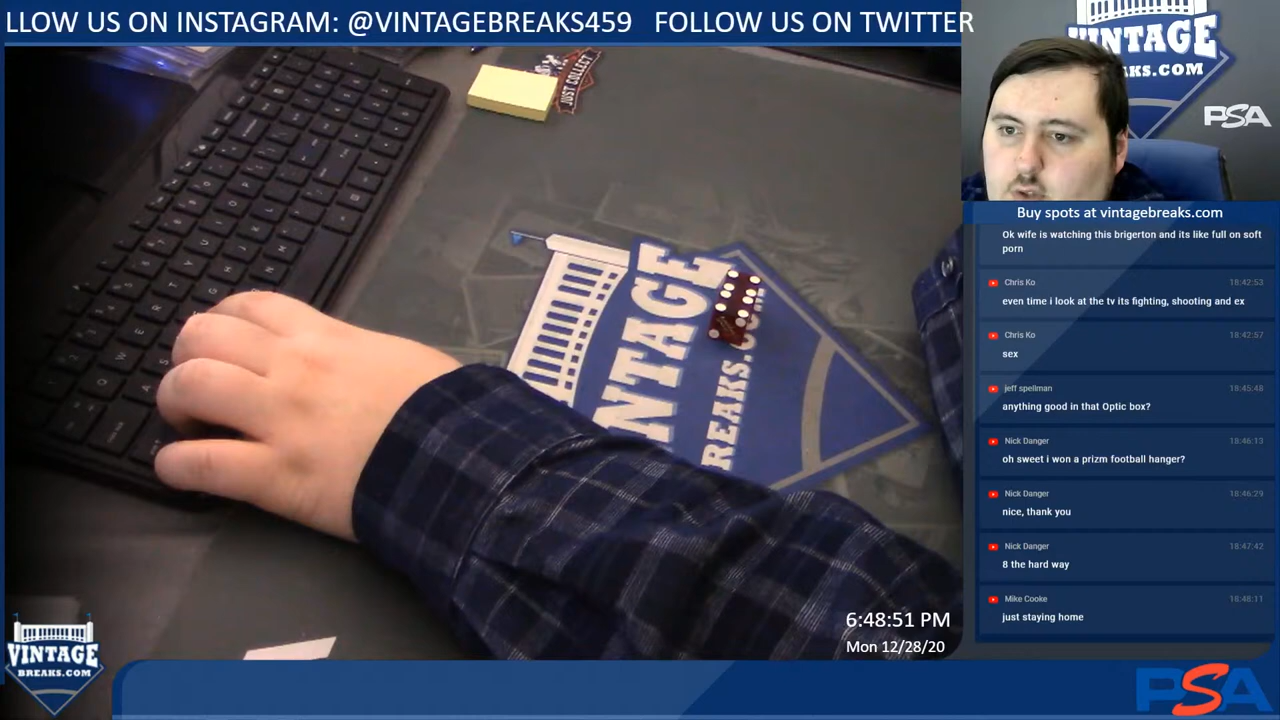 LLOW US ON INSTAGRAM: @VINTAGEBREAKS459 FOLLOW US ON TWITTER
VINTAGE
AKS.COM
PSA
JUST COLLECT
Buy spots at vintagebreaks.com
Ok wife is watching this brigerton and its like full on soft
porn
Chris Ko 18:42:53
even time i look at the tv its fighting, shooting and ex
Chris Ko 18:42:57
sex
jeff spellman 18:45:48
anything good in that Optic box?
Nick Danger 18:46:13
oh sweet i won a prizm football hanger?
Nick Danger 18:46:29
nice, thank you
Nick Danger 18:47:42
8 the hard way
Mike Cooke 18:48:11
just staying home
NTAGE
REAKS.CO
6:48:51 PM
Mon 12/28/20
VINTAGE
BREAKS.COM
PSA